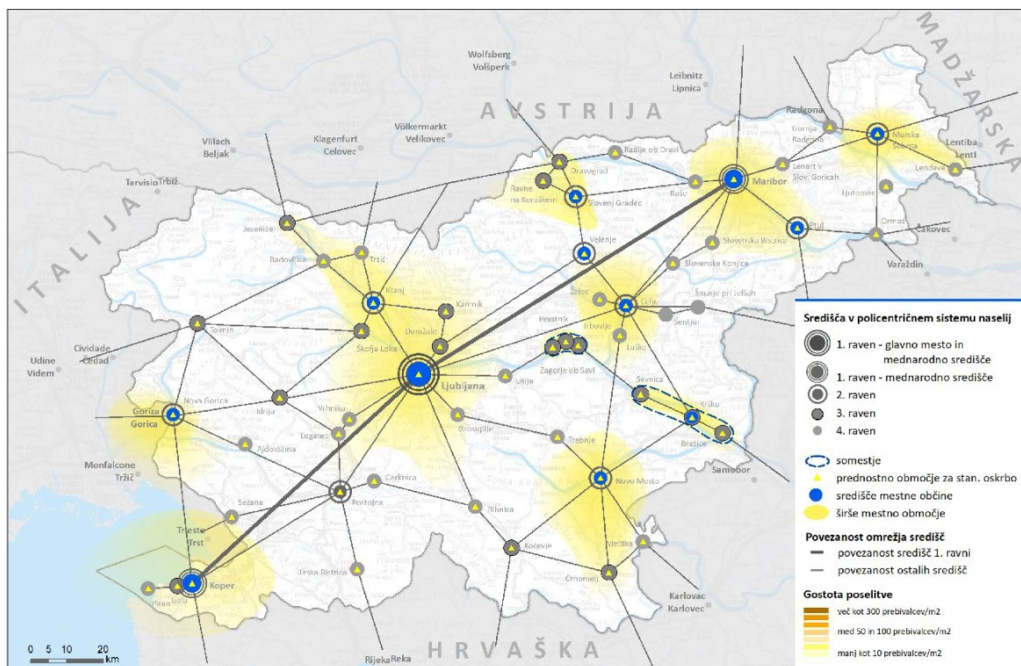 Wolfsberg
Volšperk
Leibnitz
Lipnica
MADŽARSKA
AVSTRIJA
Radgona
Gornja
Radgona
Murska
Sobota
Lentiba
Lenti
Lendava
Völkermarkt
Velikovec
Klagenfurt
Celovec
Villach
Beljak
Tarvisio
Trbiž
Radlje ob Dravi
Dravograd
Ravne
na Koroškem
Slovenj Gradec
Ruše
Maribor
Lenart v
Slov. Goricah
Ljutomer
Ormož
Ptuj
Čakovec
Varaždin
ITALIJA
Jesenice
Radovljica
Tržič
Kranj
Kamnik
Domžale
Škofja Loka
Velenje
Slovenska Bistrica
Slovenske Konjice
Žalec
Celje
Šentjur
Šmarje pri Jelšah
Hrastnik
Trbovlje
Zagorje ob Savi
Laško
Tolmin
Cividade
Čedad
Udine
Videm
Ljubljana
Litija
Sevnica
Krško
Brežice
Samobor
Gorizia
Gorica
Nova Gorica
Idrija
Vrhnika
Logatec
Grosuplje
Trebnje
Ajdovščina
Monfalcone
Tržič
Novo Mesto
Cerknica
Postojna
Sežana
Ribnica
Trieste
Trst
Kočevje
Metlika
Črnomelj
Ilirska Bistrica
Koper
Izola
Piran
Karlovac
Karlovec
HRVAŠKA
Rijeka
Reka
0 5 10 20
km
Središča v policentričnem sistemu naselij
1. raven - glavno mesto in
mednarodno središče
1. raven - mednarodno središče
2. raven
3. raven
4. raven
somestje
prednostno območje za stan. oskrbo
središče mestne občine
širše mestno območje
Povezanost omrežja središč
povezanost središč 1. ravni
povezanost ostalih središč
Gostota poselitve
več kot 300 prebivalcev/m2
med 50 in 100 prebivalcev/m2
manj kot 10 prebivalcev/m2